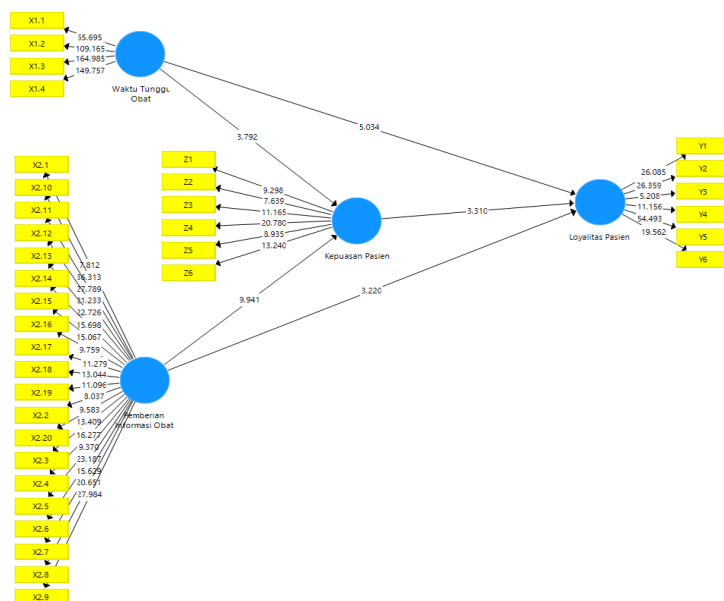 X1.1
X1.2
X1.3
X1.4
55.695
109.165
164.985
149.757
Waktu Tunggu
Obat
5.034
3.792
X2.1
X2.10
X2.11
X2.12
X2.13
X2.14
X2.15
X2.16
X2.17
X2.18
X2.19
X2.2
X2.20
X2.3
X2.4
X2.5
X2.6
X2.7
X2.8
X2.9
7.812
36.313
27.789
21.233
22.726
15.698
15.067
9.759
11.279
13.044
11.096
8.037
9.583
13.409
16.277
9.370
23.187
15.629
20.651
27.984
Pemberian
Informasi Obat
Z1
Z2
Z3
Z4
Z5
Z6
9.298
7.639
11.165
20.780
8.935
13.240
Kepuasan Pasien
9.941
3.310
3.220
Loyalitas Pasien
26.085
26.359
5.208
11.156
54.493
19.562
Y1
Y2
Y3
Y4
Y5
Y6